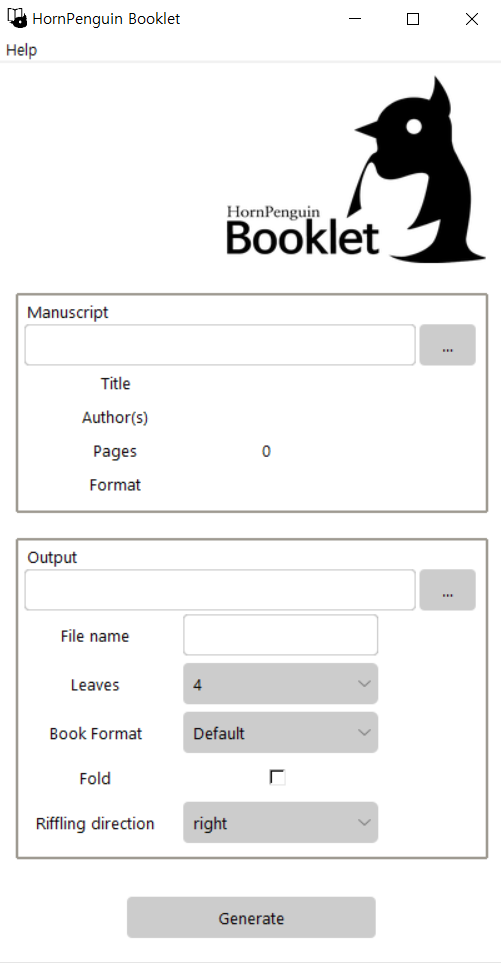 HornPenguin Booklet
Help
HornPenguin
Booklet
Manuscript
...
Title
Author(s)
Pages 0
Format
Output
...
File name
Leaves 4
Book Format Default
Fold
Riffling direction right
Generate